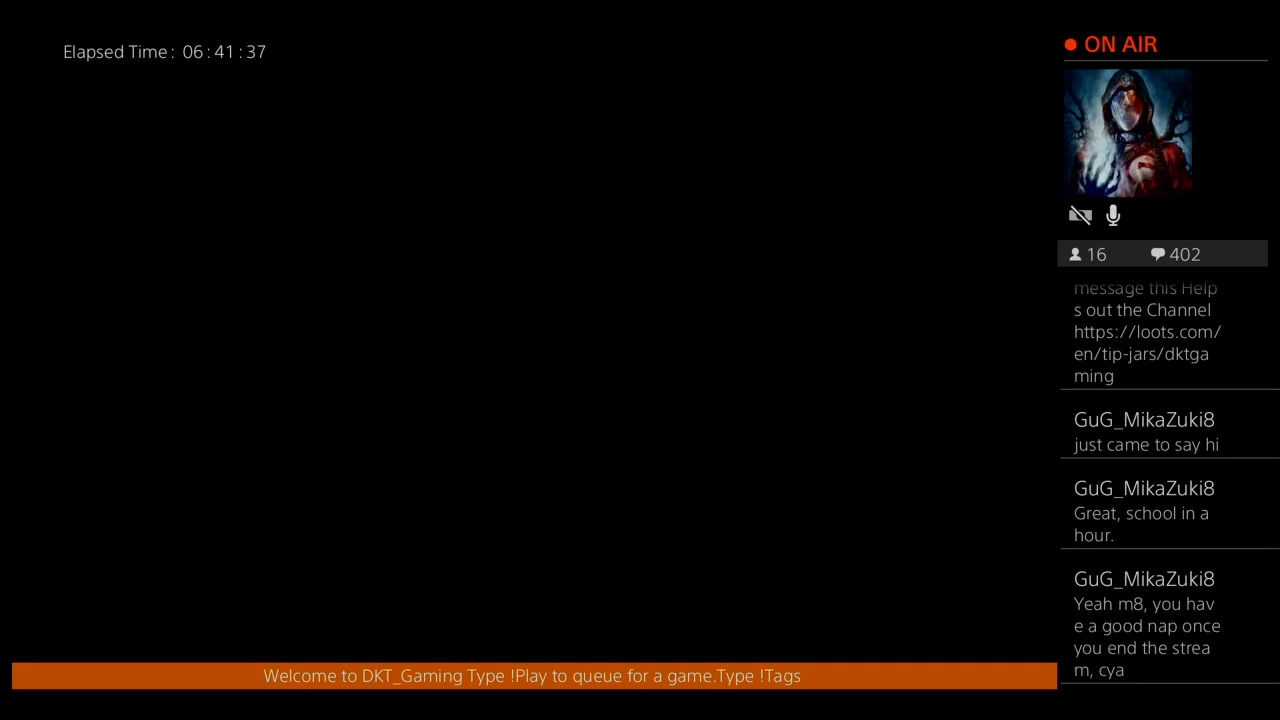 Elapsed Time: 06:41:37
ON AIR
16 402
message this Help
s out the Channel
https://loots.com/
en/tip-jars/dktga
ming
GuG_MikaZuki8
just came to say hi
GuG_MikaZuki8
Great, school in a
hour.
GuG_MikaZuki8
Yeah m8, you hav
e a good nap once
you end the strea
m, cya
Welcome to DKT_Gaming Type !Play to queue for a game.Type !Tags